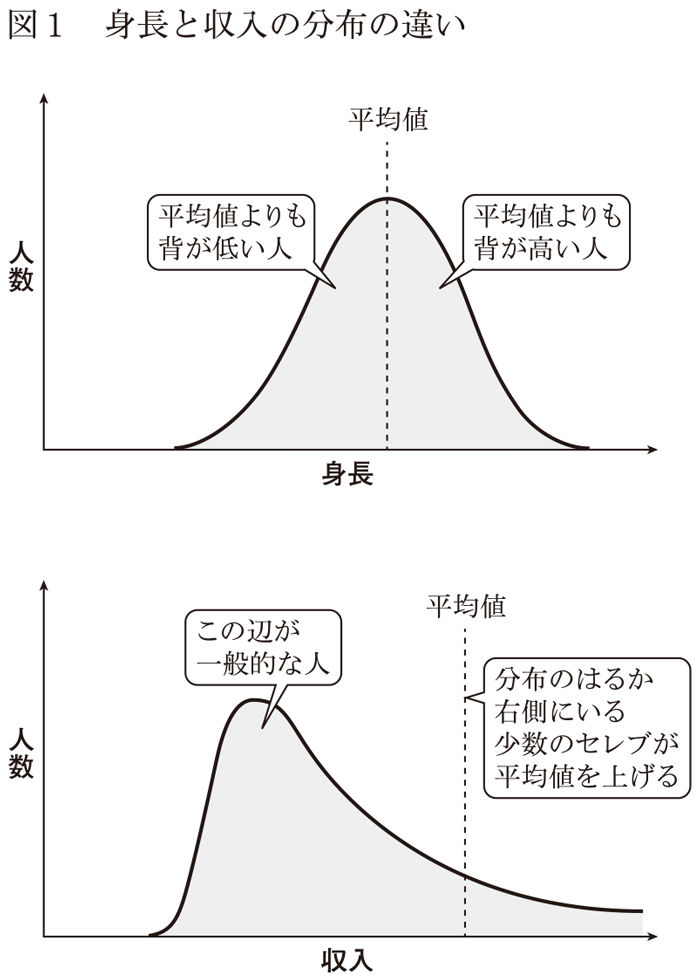 図1 身長と収入の分布の違い
平均値
平均値よりも
背が低い人
平均値よりも
背が高い人
人数
身長
平均値
この辺が
一般的な人
分布のはるか
右側にいる
少数のセレブが
平均値を上げる
人数
収入